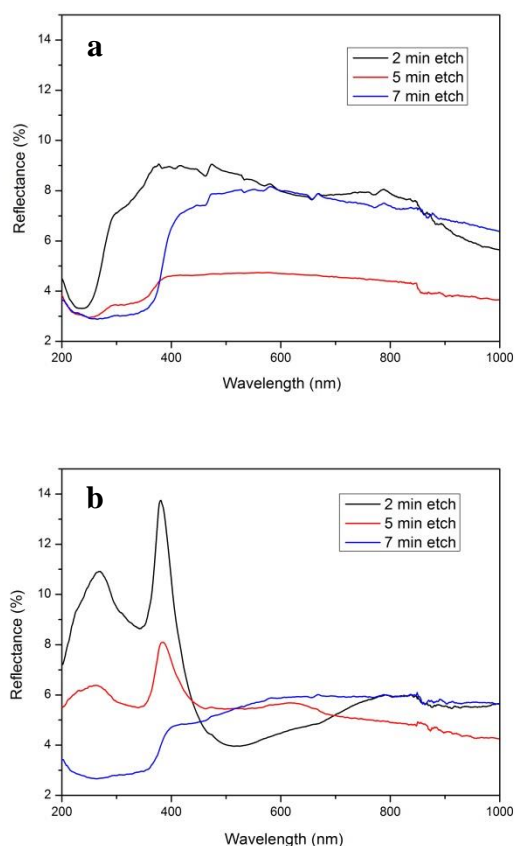 a
2 min etch
5 min etch
7 min etch
14
12
10
8
6
4
2
Reflectance (%)
200 400 600 800 1000
Wavelength (nm)
b
2 min etch
5 min etch
7 min etch
14
12
10
8
6
4
2
Reflectance (%)
200 400 600 800 1000
Wavelength (nm)